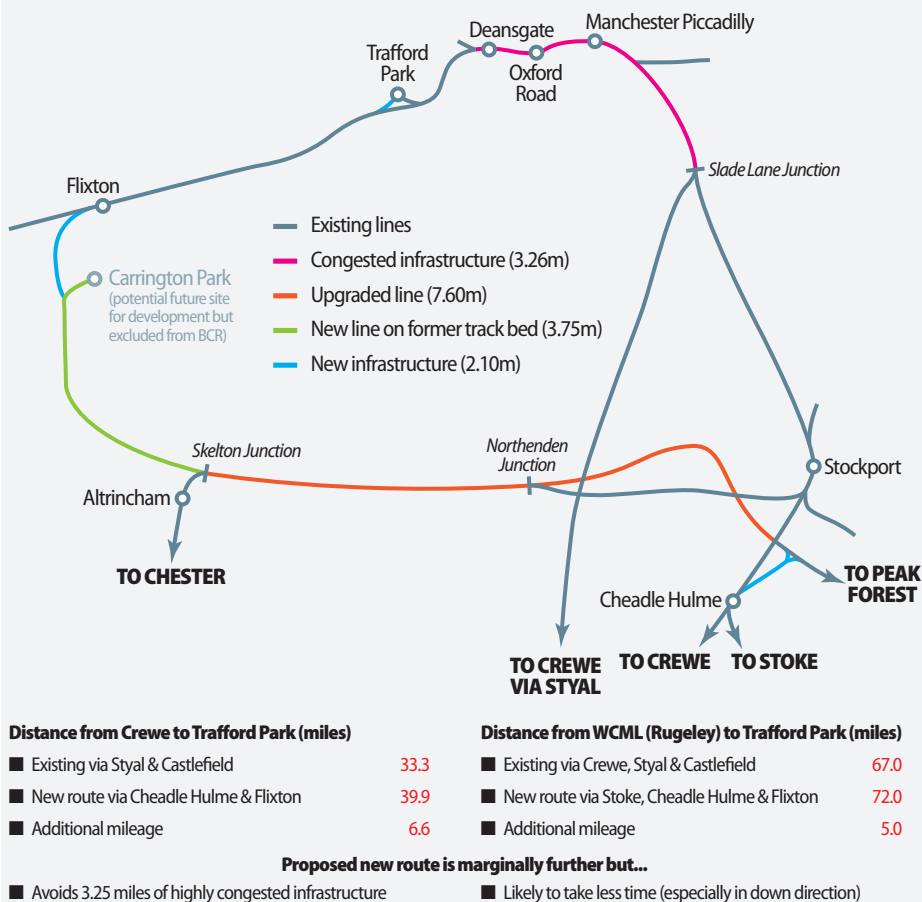 Manchester Piccadilly
Deansgate
Trafford
Park
Oxford
Road
Slade Lane Junction
Flixton
Existing lines
Congested infrastructure (3.26m)
Upgraded line (7.60m)
New line on former track bed (3.75m)
New infrastructure (2.10m)
Carrington Park
(potential future site
for development but
excluded from BCR)
Skelton Junction
Northenden
Junction
Stockport
Altrincham
TO CHESTER
TO PEAK
FOREST
Cheadle Hulme
TO CREWE
VIA STYAL
TO CREWE
TO STOKE
Distance from Crewe to Trafford Park (miles)
Existing via Styal & Castlefield 33.3
New route via Cheadle Hulme & Flixton 39.9
Additional mileage 6.6
Distance from WCML (Rugeley) to Trafford Park (miles)
Existing via Crewe, Styal & Castlefield 67.0
New route via Stoke, Cheadle Hulme & Flixton 72.0
Additional mileage 5.0
Proposed new route is marginally further but...
Avoids 3.25 miles of highly congested infrastructure
Likely to take less time (especially in down direction)